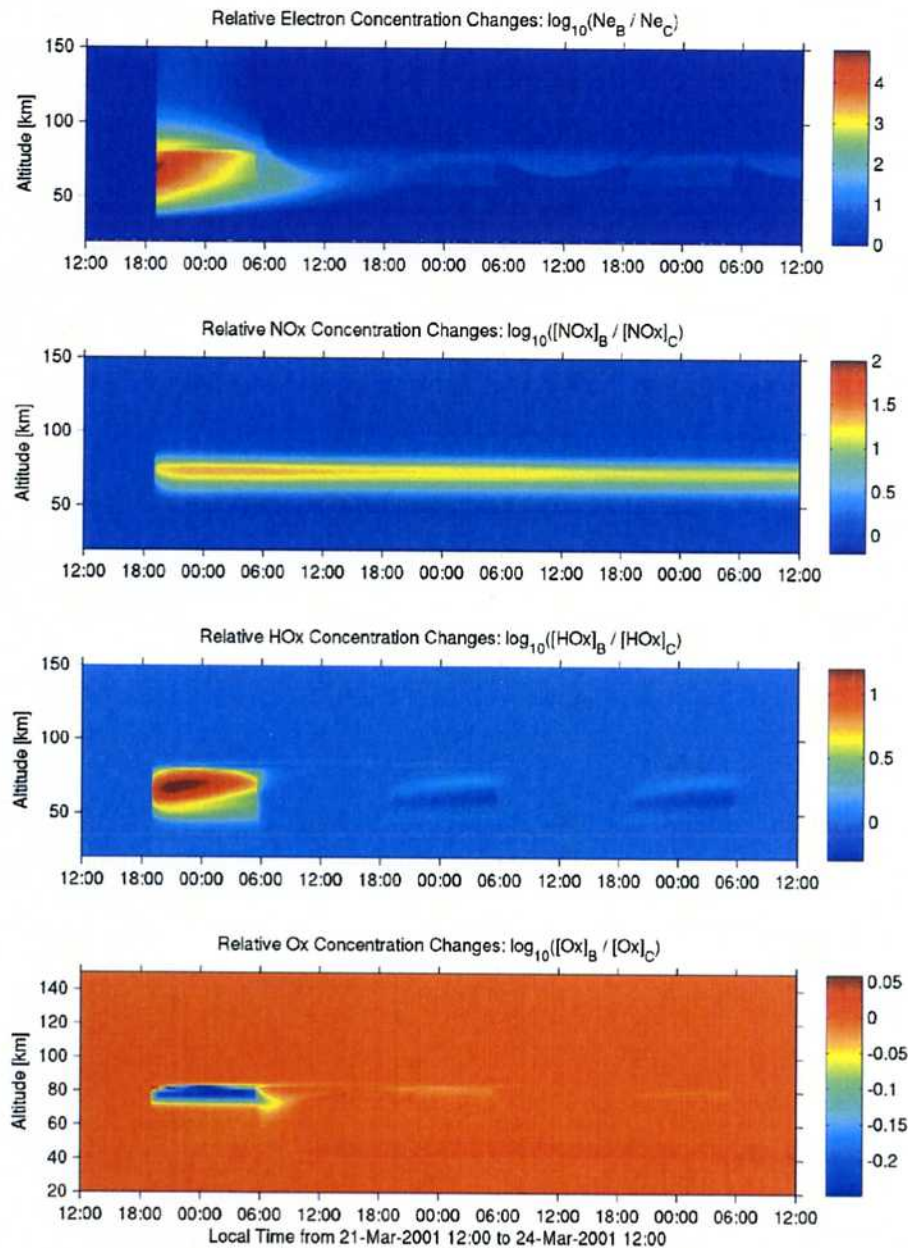 Relative Electron Concentration Changes: log10(NeB / NeC)
150
100
50
Altitude [km]
12:00 18:00 00:00 06:00 12:00 18:00 00:00 06:00 12:00 18:00 00:00 06:00 12:00
4
3
2
1
0
Relative NOx Concentration Changes: log10([NOx]B / [NOx]C)
150
100
50
Altitude [km]
12:00 18:00 00:00 06:00 12:00 18:00 00:00 06:00 12:00 18:00 00:00 06:00 12:00
2
1.5
1
0.5
0
Relative HOx Concentration Changes: log10([HOx]B / [HOx]C)
150
100
50
Altitude [km]
12:00 18:00 00:00 06:00 12:00 18:00 00:00 06:00 12:00 18:00 00:00 06:00 12:00
1
0.5
0
Relative Ox Concentration Changes: log10([Ox]B / [Ox]C)
140
120
100
80
60
40
20
Altitude [km]
12:00 18:00 00:00 06:00 12:00 18:00 00:00 06:00 12:00 18:00 00:00 06:00 12:00
0.05
0
-0.05
-0.1
-0.15
-0.2
Local Time from 21-Mar-2001 12:00 to 24-Mar-2001 12:00